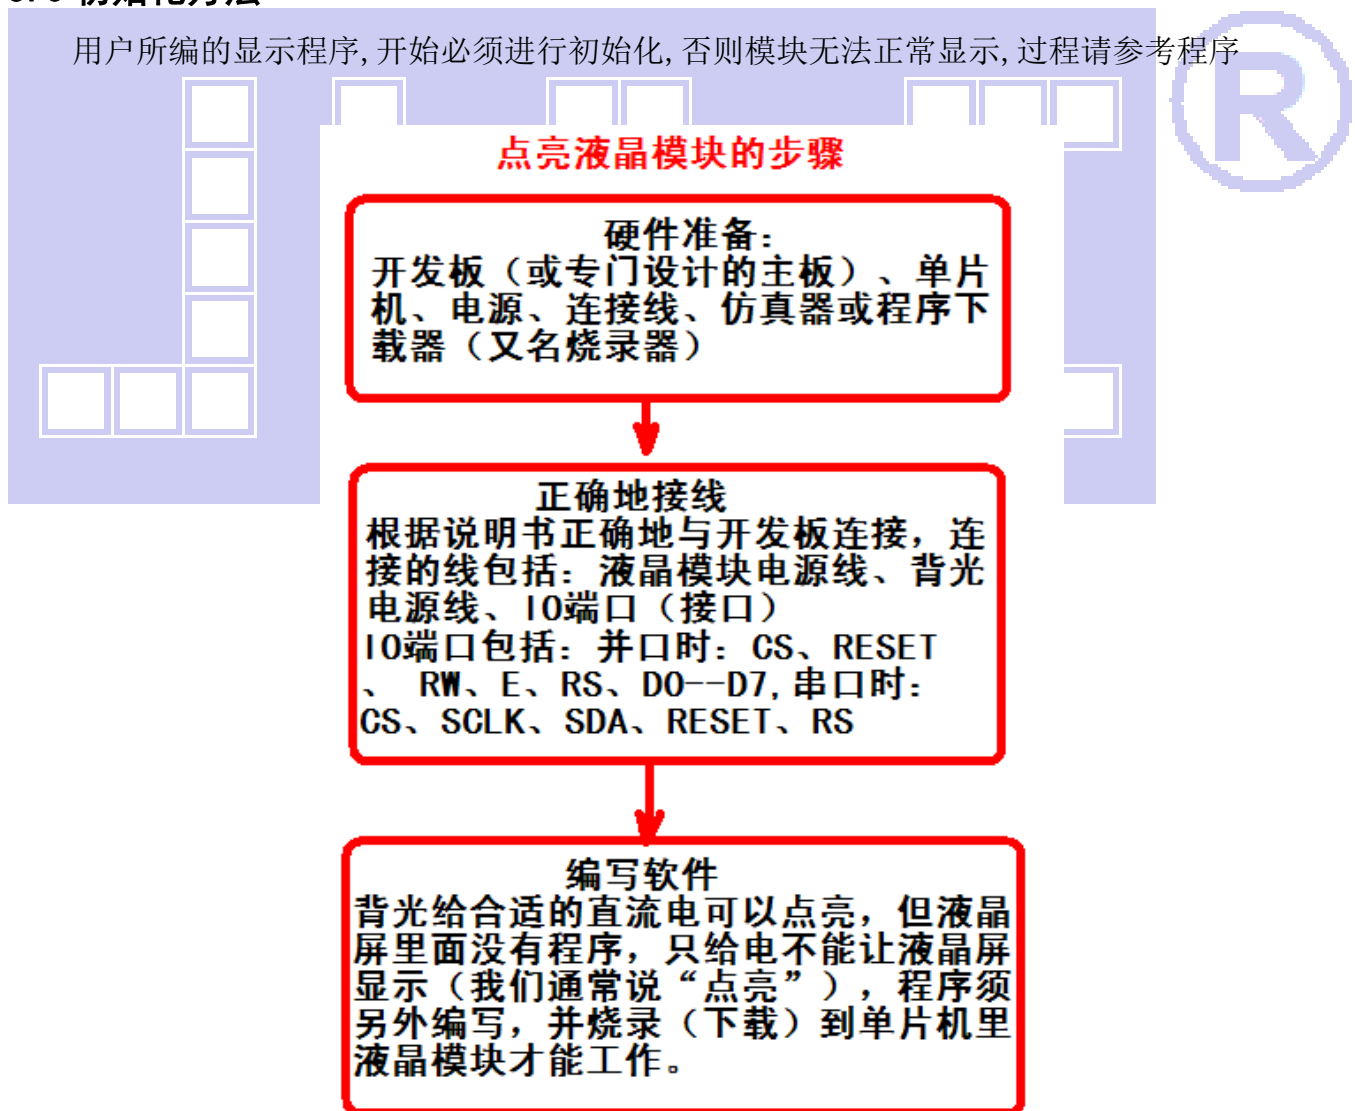 初始化方法
用户所编的显示程序,开始必须进行初始化,否则模块无法正常显示,过程请参考程序
点亮液晶模块的步骤
硬件准备：
开发板（或专门设计的主板）、单片
机、电源、连接线、仿真器或程序下
载器（又名烧录器）
正确地接线
根据说明书正确地与开发板连接，连
接的线包括：液晶模块电源线、背光
电源线、IO端口（接口）
IO端口包括：并口时：CS、RESET
、 RW、E、RS、D0--D7,串口时：
CS、SCLK、SDA、RESET、RS
编写软件
背光给合适的直流电可以点亮，但液晶
屏里面没有程序，只给电不能让液晶屏
显示（我们通常说“点亮”），程序须
另外编写，并烧录（下载）到单片机里
液晶模块才能工作。
R